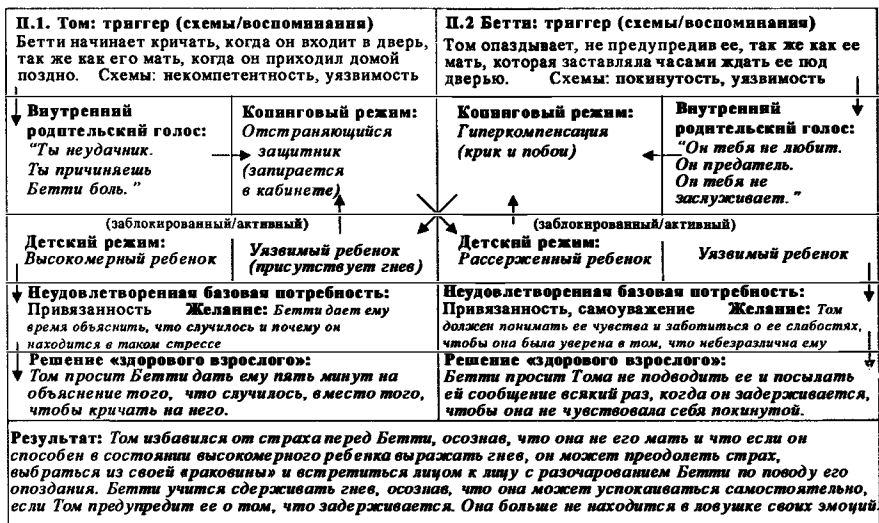 П.1. Том: триггер (схемы/воспоминания)
Бетти начинает кричать, когда он входит в дверь,
так же как его мать, когда он приходил домой
поздно. Схемы: некомпетентность, уязвимость
П.2 Бетти: триггер (схемы/воспоминания)
Том опаздывает, не предупредив ее, так же как ее
мать, которая заставляла часами ждать ее под
дверью. Схемы: покинутость, уязвимость
Внутренний
родительский голос:
"Ты неудачник.
Ты причиняешь
Бетти боль."
Копинговый режим:
Отстраняющийся
защитник
(запирается
в кабинете)
Копинговый режим:
Гиперкомпенсация
(крик и побои)
Внутренний
родительский голос:
"Он тебя не любит.
Он предатель.
Он тебя не
заслуживает."
(заблокированный/активный)
Детский режим:
Высокомерный ребенок
Уязвимый ребенок
(присутствует гнев)
(заблокированный/активный)
Детский режим:
Рассерженный ребенок
Уязвимый ребенок
Неудовлетворенная базовая потребность:
Привязанность Желание: Бетти дает ему
время объяснить, что случилось и почему он
находится в таком стрессе
Неудовлетворенная базовая потребность:
Привязанность, самоуважение Желание: Том
должен понимать ее чувства и заботиться о ее слабостях,
чтобы она была уверена в том, что небезразлична ему
Решение «здорового взрослого»:
Том просит Бетти дать ему пять минут на
объяснение того, что случилось, вместо того,
чтобы кричать на него.
Решение «здорового взрослого»:
Бетти просит Тома не подводить ее и посылать
ей сообщение всякий раз, когда он задерживается,
чтобы она не чувствовала себя покинутой.
Результат: Том избавился от страха перед Бетти, осознав, что она не его мать и что если он
способен в состоянии высокомерного ребенка выражать гнев, он может преодолеть страх,
выбраться из своей «раковины» и встретиться лицом к лицу с разочарованием Бетти по поводу его
опоздания. Бетти учится сдерживать гнев, осознав, что она может успокаиваться самостоятельно,
если Том предупредит ее о том, что задерживается. Она больше не находится в ловушке своих эмоций.